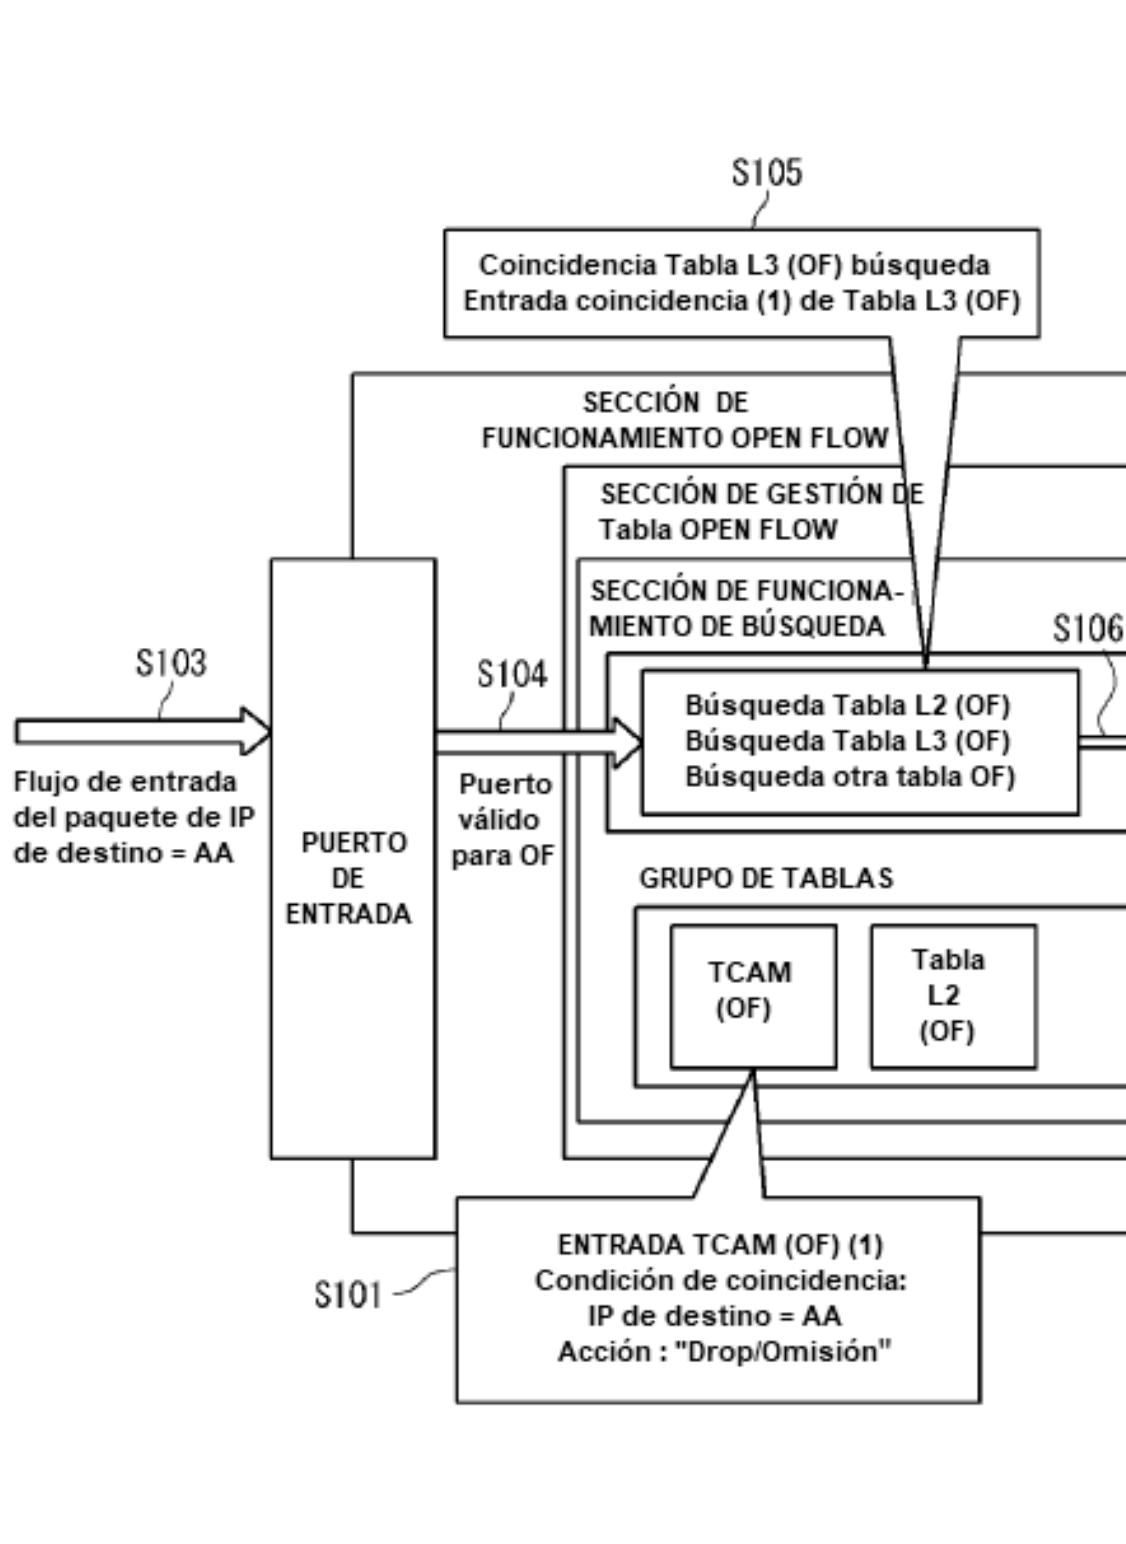 S105
Coincidencia Tabla L3 (OF) búsqueda
Entrada coincidencia (1) de Tabla L3 (OF)
SECCIÓN DE
FUNCIONAMIENTO OPEN FLOW
SECCIÓN DE GESTIÓN DE
Tabla OPEN FLOW
SECCIÓN DE FUNCIONA-
MIENTO DE BÚSQUEDA
S106
S103
S104
Búsqueda Tabla L2 (OF)
Búsqueda Tabla L3 (OF)
Búsqueda otra tabla OF)
Flujo de entrada
del paquete de IP
de destino = AA
Puerto
válido
para OF
PUERTO
DE
ENTRADA
GRUPO DE TABLAS
TCAM
(OF)
Tabla
L2
(OF)
S101
ENTRADA TCAM (OF) (1)
Condición de coincidencia:
IP de destino = AA
Acción : "Drop/Omisión"